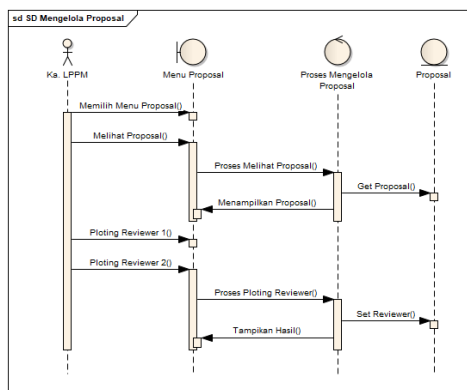 sd SD Mengelola Proposal
Ka. LPPM
Menu Proposal
Proses Mengelola
Proposal
Proposal
Memilih Menu Proposal()
Melihat Proposal()
Proses Melihat Proposal()
Get Proposal()
Menampilkan Proposal()
Ploting Reviewer 1()
Ploting Reviewer 2()
Proses Ploting Reviewer()
Set Reviewer()
Tampikan Hasil()